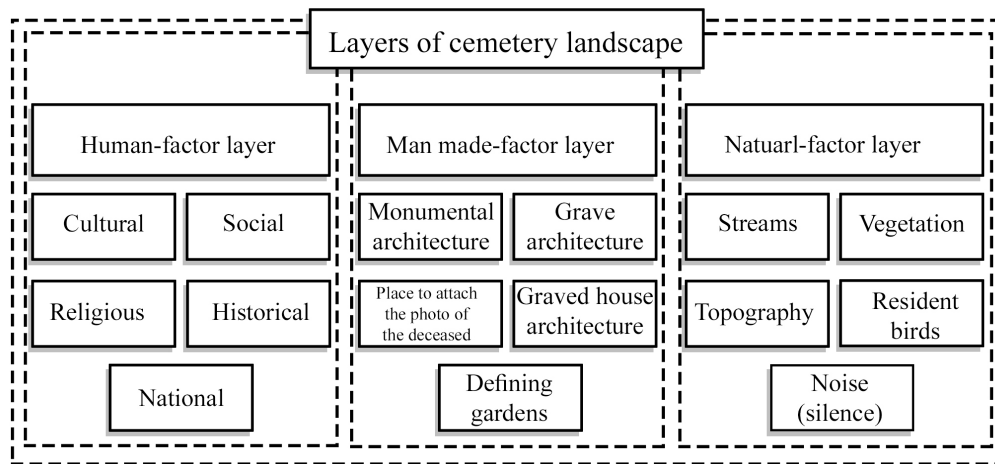 Layers of cemetery landscape
Human-factor layer
Cultural
Social
Religious
Historical
National
Man made-factor layer
Monumental
architecture
Grave
architecture
Place to attach
the photo of
the deceased
Graved house
architecture
Defining
gardens
Natuarl-factor layer
Streams
Vegetation
Topography
Resident
birds
Noise
(silence)